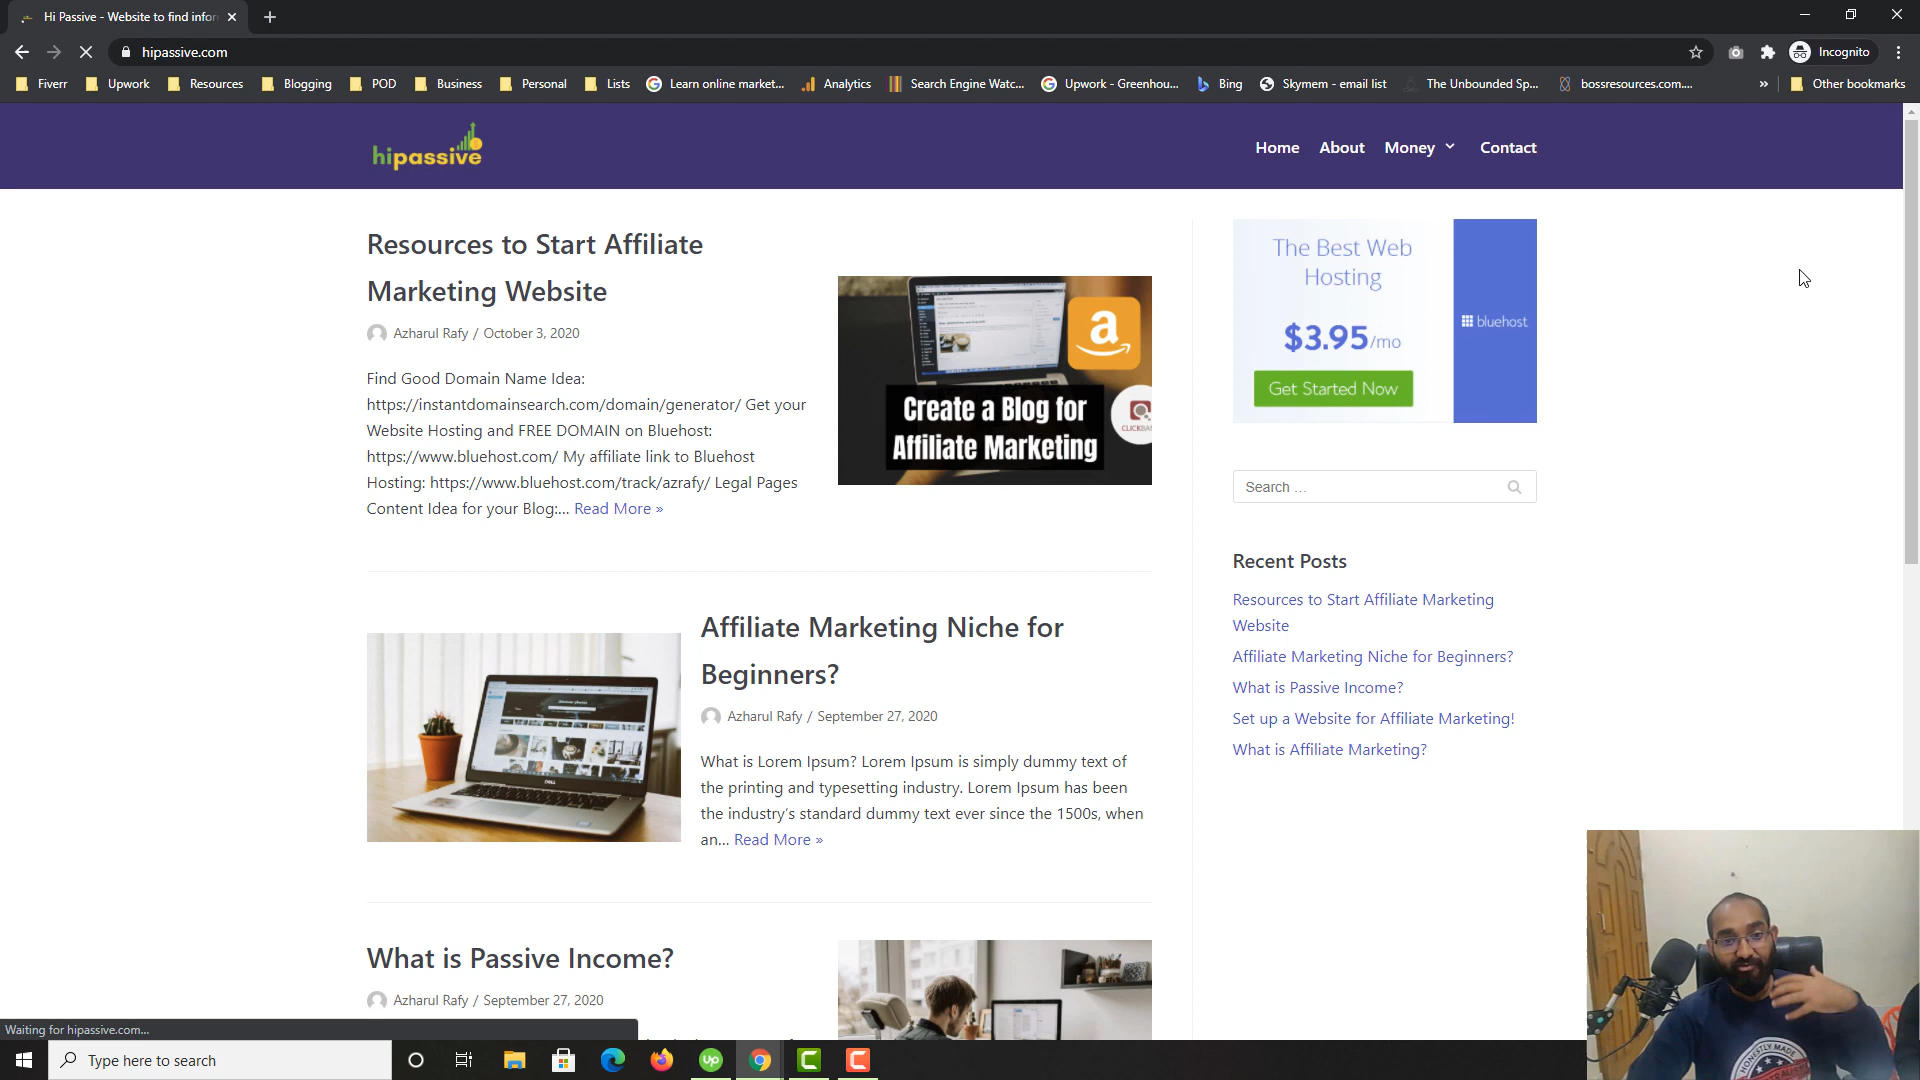 Hi Passive - Website to find infor
hipassive.com
Incognito
Fiverr
Upwork
Resources
Blogging
POD
Business
Personal
Lists
Learn online market...
Analytics
Search Engine Watc...
Upwork - Greenhou...
Bing
Skymem - email list
The Unbounded Sp...
bossresources.com....
»
Other bookmarks
hipassive
Home
About
Money
Contact
Resources to Start Affiliate
Marketing Website
Azharul Rafy / October 3, 2020
Find Good Domain Name Idea:
https://instantdomainsearch.com/domain/generator/ Get your
Website Hosting and FREE DOMAIN on Bluehost:
https://www.bluehost.com/ My affiliate link to Bluehost
Hosting: https://www.bluehost.com/track/azrafy/ Legal Pages
Content Idea for your Blog:... Read More »
a
Create a Blog for
Affiliate Marketing
CLICKBA
The Best Web
Hosting
$3.95/mo
Get Started Now
bluehost
Search …
Recent Posts
Resources to Start Affiliate Marketing
Website
Affiliate Marketing Niche for Beginners?
What is Passive Income?
Set up a Website for Affiliate Marketing!
What is Affiliate Marketing?
Affiliate Marketing Niche for
Beginners?
Azharul Rafy / September 27, 2020
What is Lorem Ipsum? Lorem Ipsum is simply dummy text of
the printing and typesetting industry. Lorem Ipsum has been
the industry's standard dummy text ever since the 1500s, when
an... Read More »
DELL
What is Passive Income?
Azharul Rafy / September 27, 2020
Waiting for hipassive.com...
Type here to search
up
HONESTLY MADE